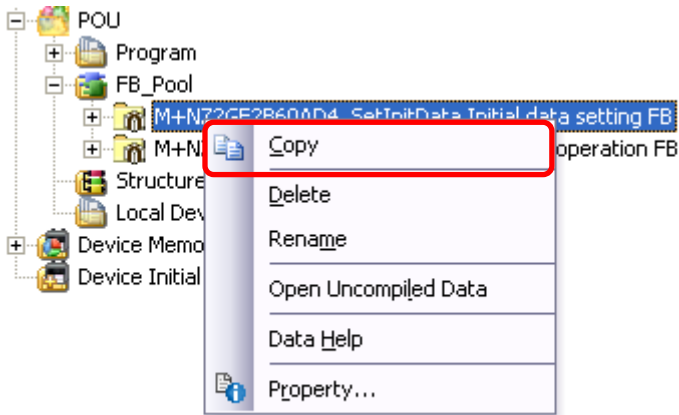 POU
Program
FB_Pool
M+NZ2GF2B60AD4_SetInitData Initial data setting FB
M+N operation FB
Copy
Structure
Delete
Local Dev
Rename
Device Memo
Device Initial
Open Uncompiled Data
Data Help
Property...